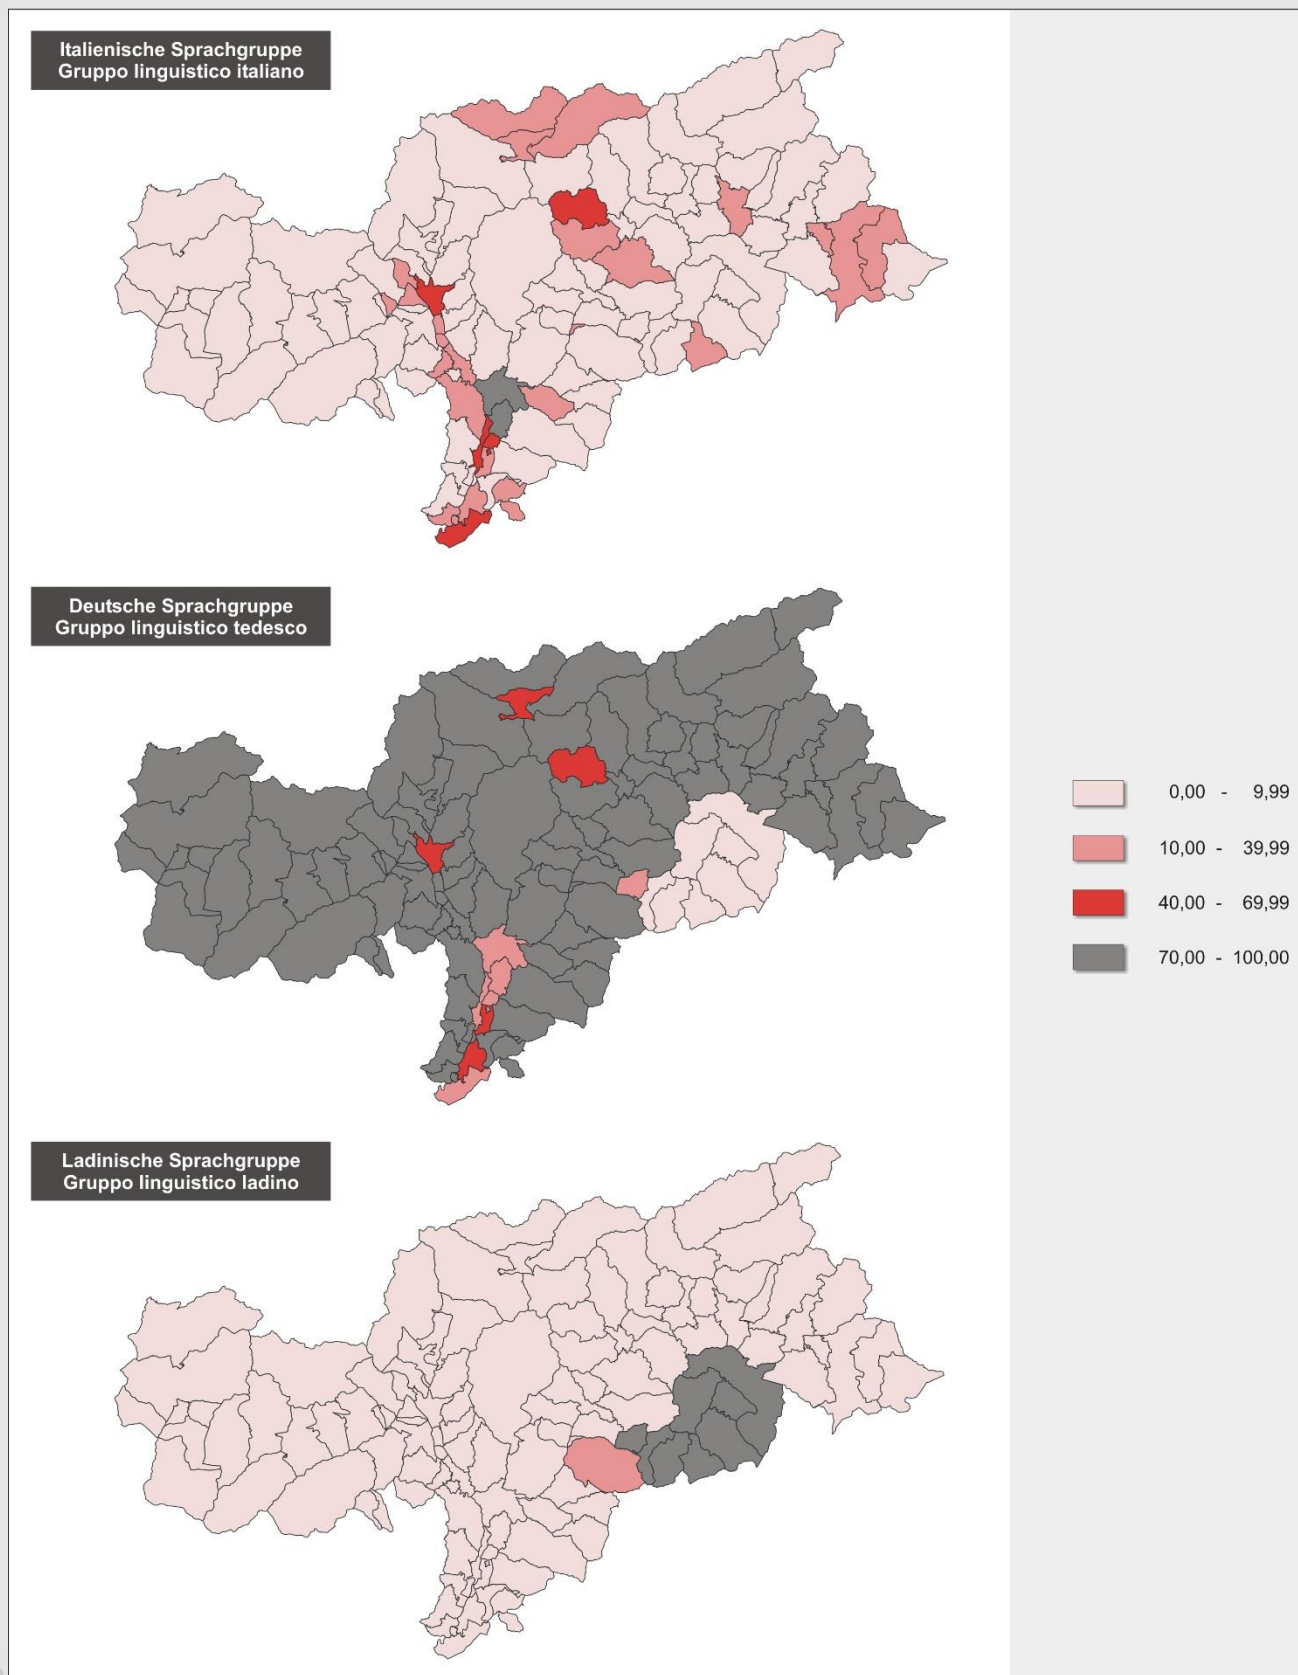 Italienische Sprachgruppe
Gruppo linguistico italiano
Deutsche Sprachgruppe
Gruppo linguistico tedesco
0,00 - 9,99
10,00 - 39,99
40,00 - 69,99
70,00 - 100,00
Ladinische Sprachgruppe
Gruppo linguistico ladino